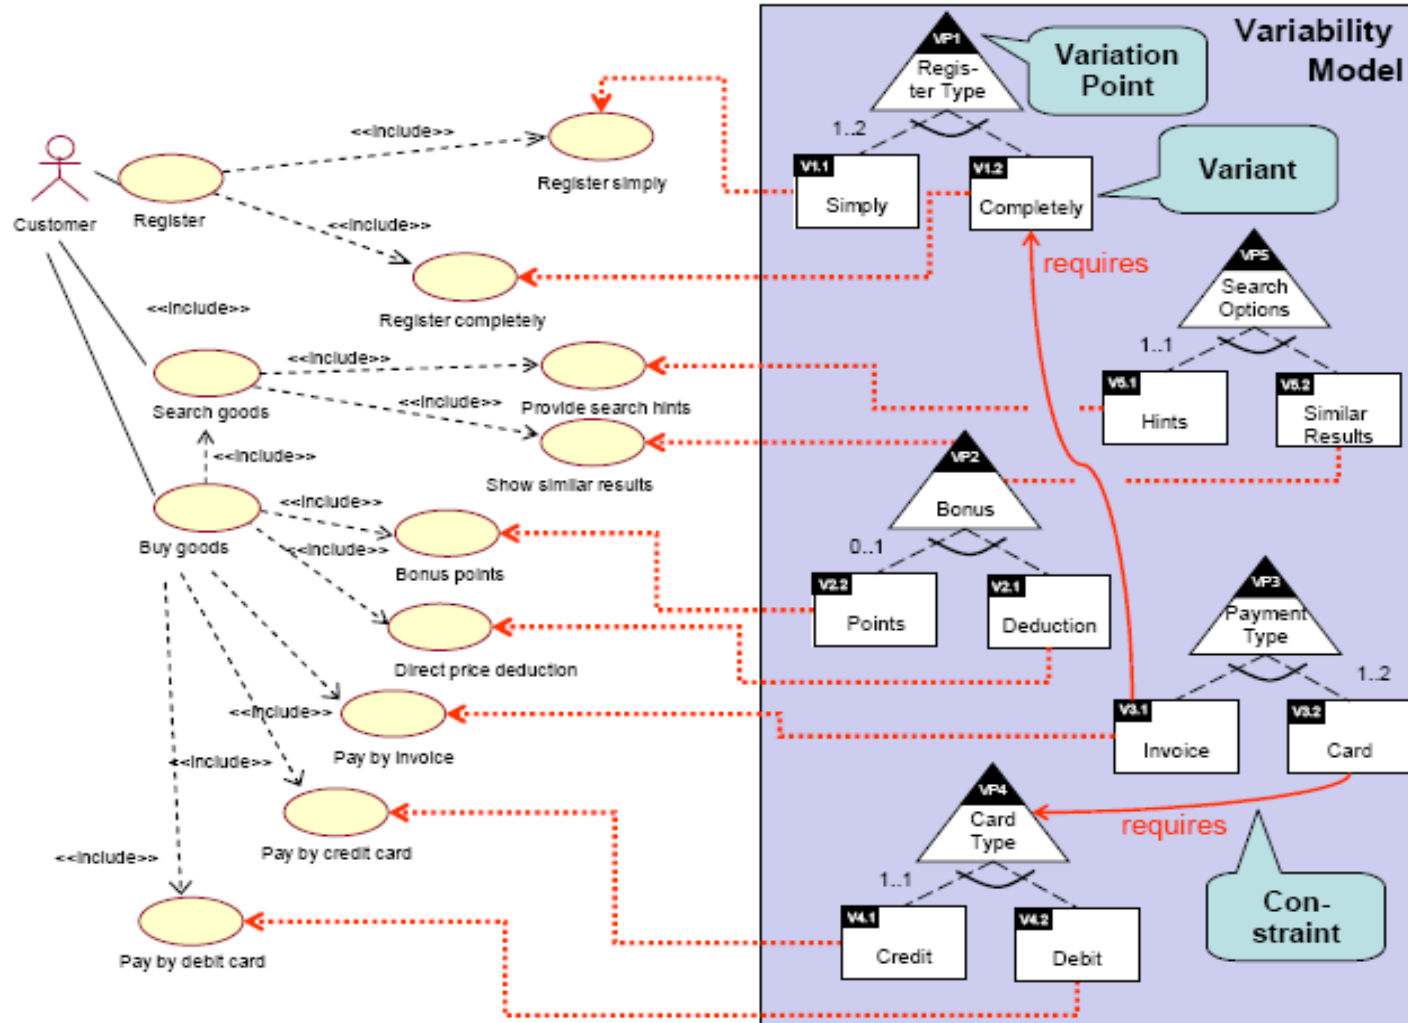 Variability
Model
VP1
Regis-
ter Type
Variation
Point
1..2
V1.1
Simply
V1.2
Completely
Variant
requires
VP5
Search
Options
1..1
V5.1
Hints
V5.2
Similar
Results
VP2
Bonus
0..1
V2.2
Points
V2.1
Deduction
VP3
Payment
Type
1..2
V3.1
Invoice
V3.2
Card
requires
VP4
Card
Type
1..1
V4.1
Credit
V4.2
Debit
Con-
straint
Customer
Register
<<include>>
Register simply
<<include>>
Register completely
<<include>>
Search goods
<<include>>
Provide search hints
<<include>>
Show similar results
<<include>>
Buy goods
<<include>>
Bonus points
<<include>>
Direct price deduction
<<include>>
Pay by invoice
<<include>>
Pay by credit card
<<include>>
Pay by debit card